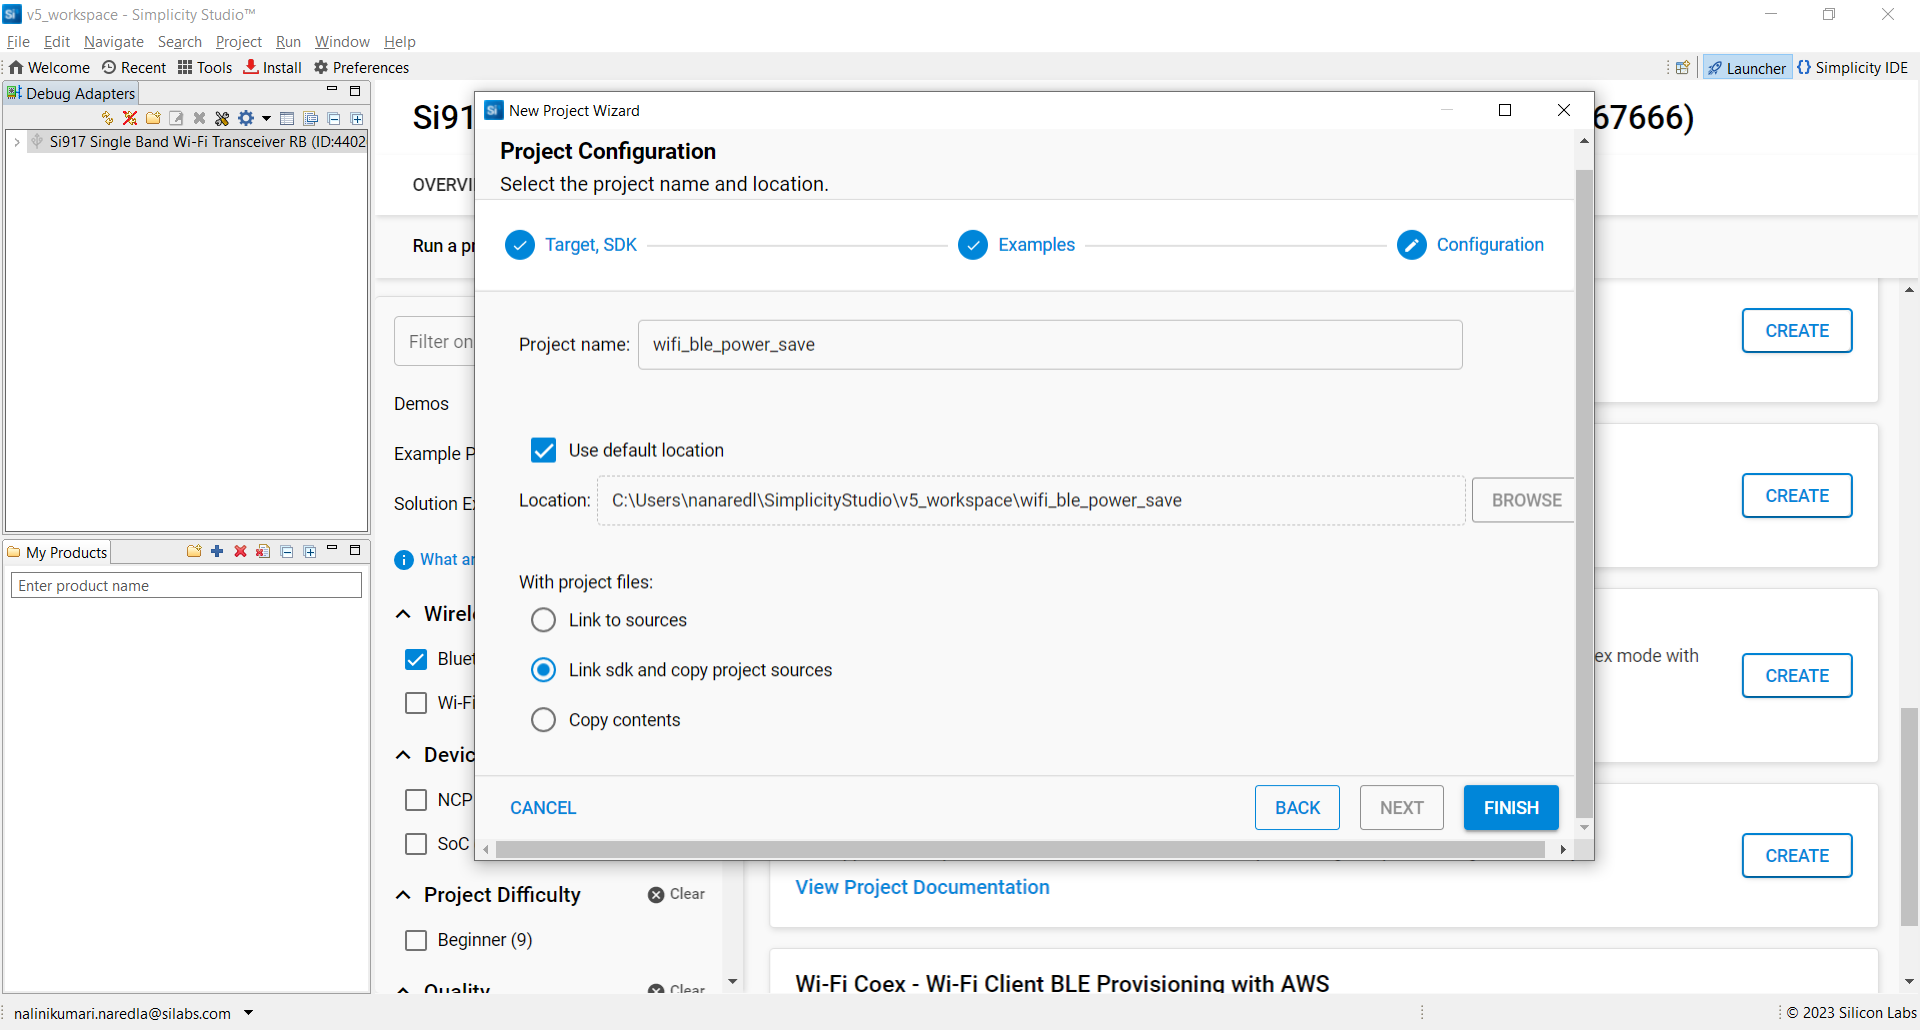 v5_workspace - Simplicity Studio™
File Edit Navigate Search Project Run Window Help
Welcome Recent Tools Install Preferences
Launcher Simplicity IDE
Debug Adapters
Si917 Single Band Wi-Fi Transceiver RB (ID:4402
My Products
Enter product name
Si91
67666)
OVERVI
Run a pr
Filter on
Demos
Example P
Solution Ex
What ar
Wirele
Bluet
Wi-Fi
Devic
NCP
SoC
Project Difficulty Clear
Beginner (9)
Quality Clear
New Project Wizard
Project Configuration
Select the project name and location.
Target, SDK Examples Configuration
Project name: wifi_ble_power_save
Use default location
Location: C:\Users\nanaredl\SimplicityStudio\v5_workspace\wifi_ble_power_save BROWSE
With project files:
Link to sources
Link sdk and copy project sources
Copy contents
CANCEL BACK NEXT FINISH
CREATE
CREATE
ex mode with
CREATE
CREATE
View Project Documentation
Wi-Fi Coex - Wi-Fi Client BLE Provisioning with AWS
nalinikumari.naredla@silabs.com
© 2023 Silicon Labs